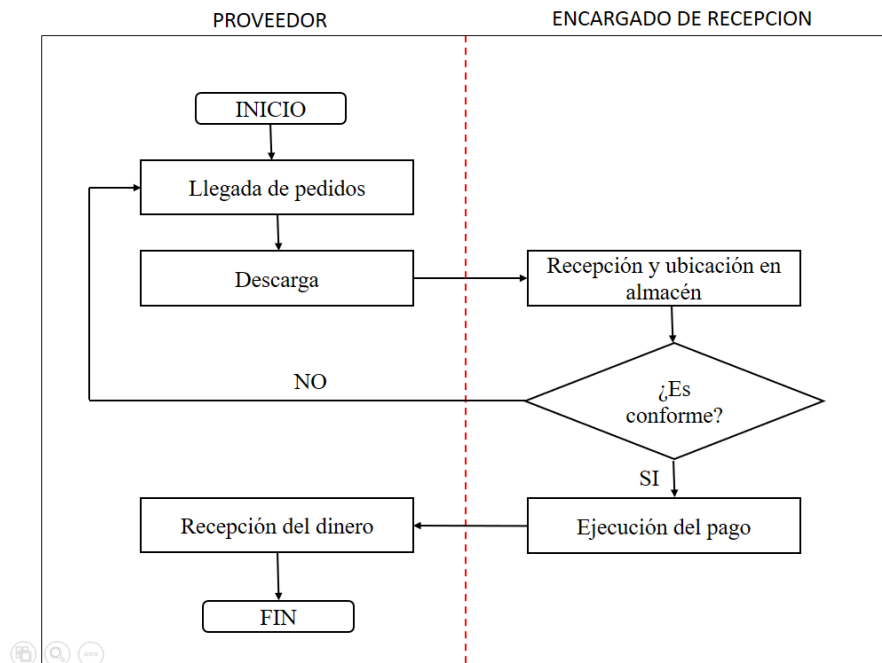 PROVEEDOR
ENCARGADO DE RECEPCION
INICIO
Llegada de pedidos
Descarga
Recepción y ubicación en
almacén
NO
¿Es
conforme?
SI
Recepción del dinero
Ejecución del pago
FIN